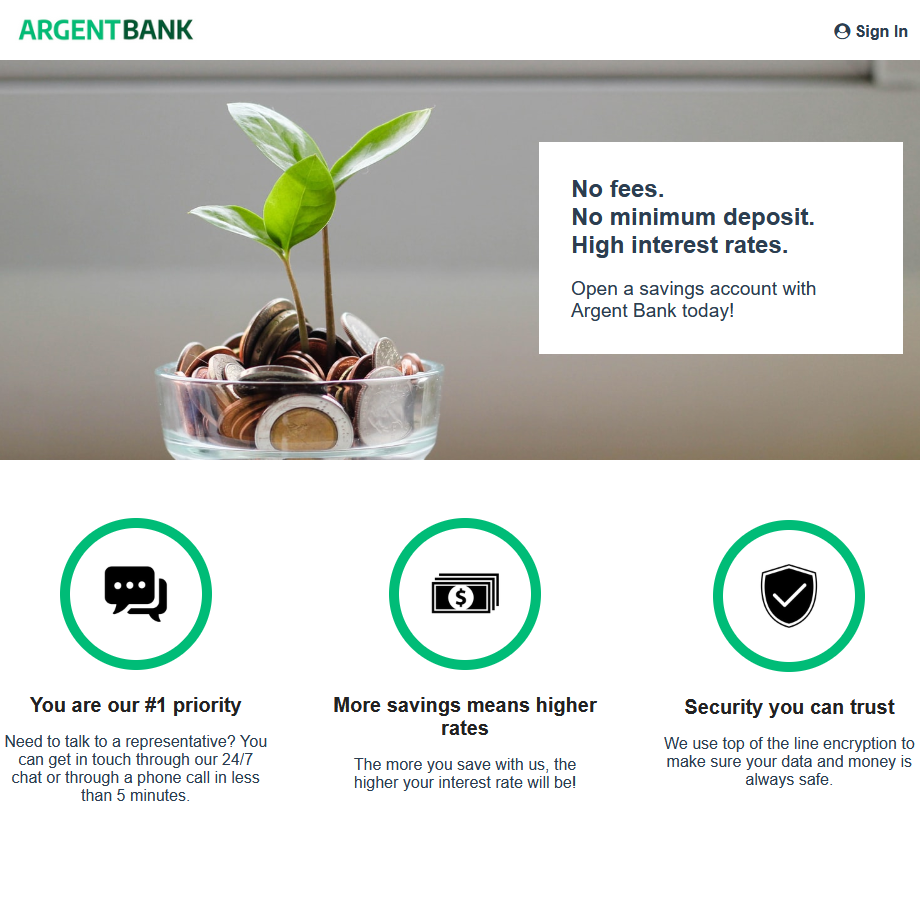 ARGENTBANK
Sign In
No fees.
No minimum deposit.
High interest rates.
Open a savings account with
Argent Bank today!
You are our #1 priority
Need to talk to a representative? You
can get in touch through our 24/7
chat or through a phone call in less
than 5 minutes.
More savings means higher
rates
The more you save with us, the
higher your interest rate will be!
Security you can trust
We use top of the line encryption to
make sure your data and money is
always safe.